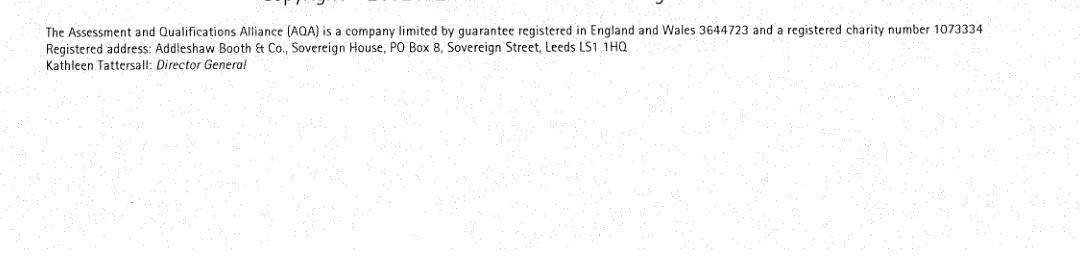 The Assessment and Qualifications Alliance (AQA) is a company limited by guarantee registered in England and Wales 3644723 and a registered charity number 1073334
Registered address: Addleshaw Booth & Co., Sovereign House, PO Box 8, Sovereign Street, Leeds LS1 1HQ
Kathleen Tattersall: Director General